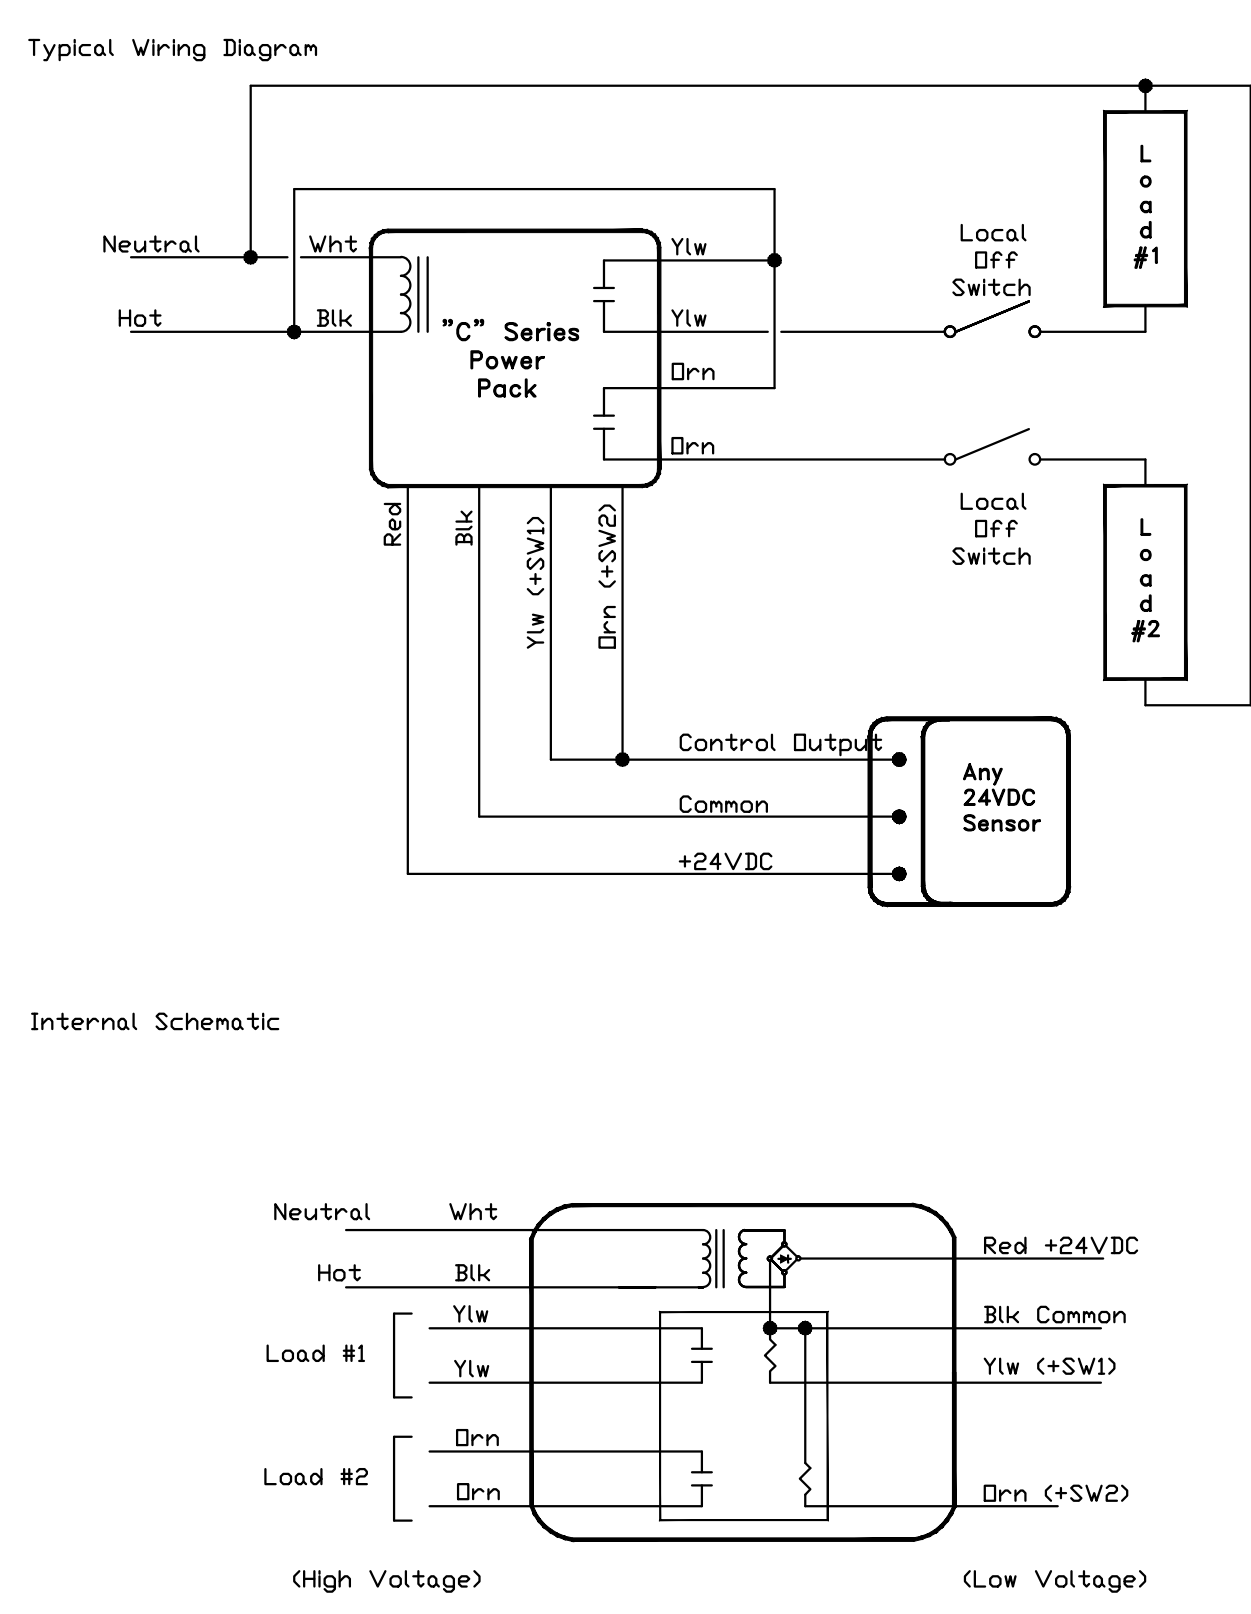 Typical Wiring Diagram
L
o
a
d
#1
Neutral
Wht
Ylw
Local
Off
Switch
Hot
Blk
"C" Series
Power
Pack
Ylw
Orn
Orn
Local
Off
Switch
L
o
a
d
#2
Red
Blk
Ylw (+SW1)
Orn (+SW2)
Control Output
Common
+24VDC
Any
24VDC
Sensor
Internal Schematic
Neutral
Wht
Red +24VDC
Hot
Blk
Ylw
Blk Common
Load #1
Ylw
Ylw (+SW1)
Orn
Load #2
Orn
Orn (+SW2)
(High Voltage)
(Low Voltage)